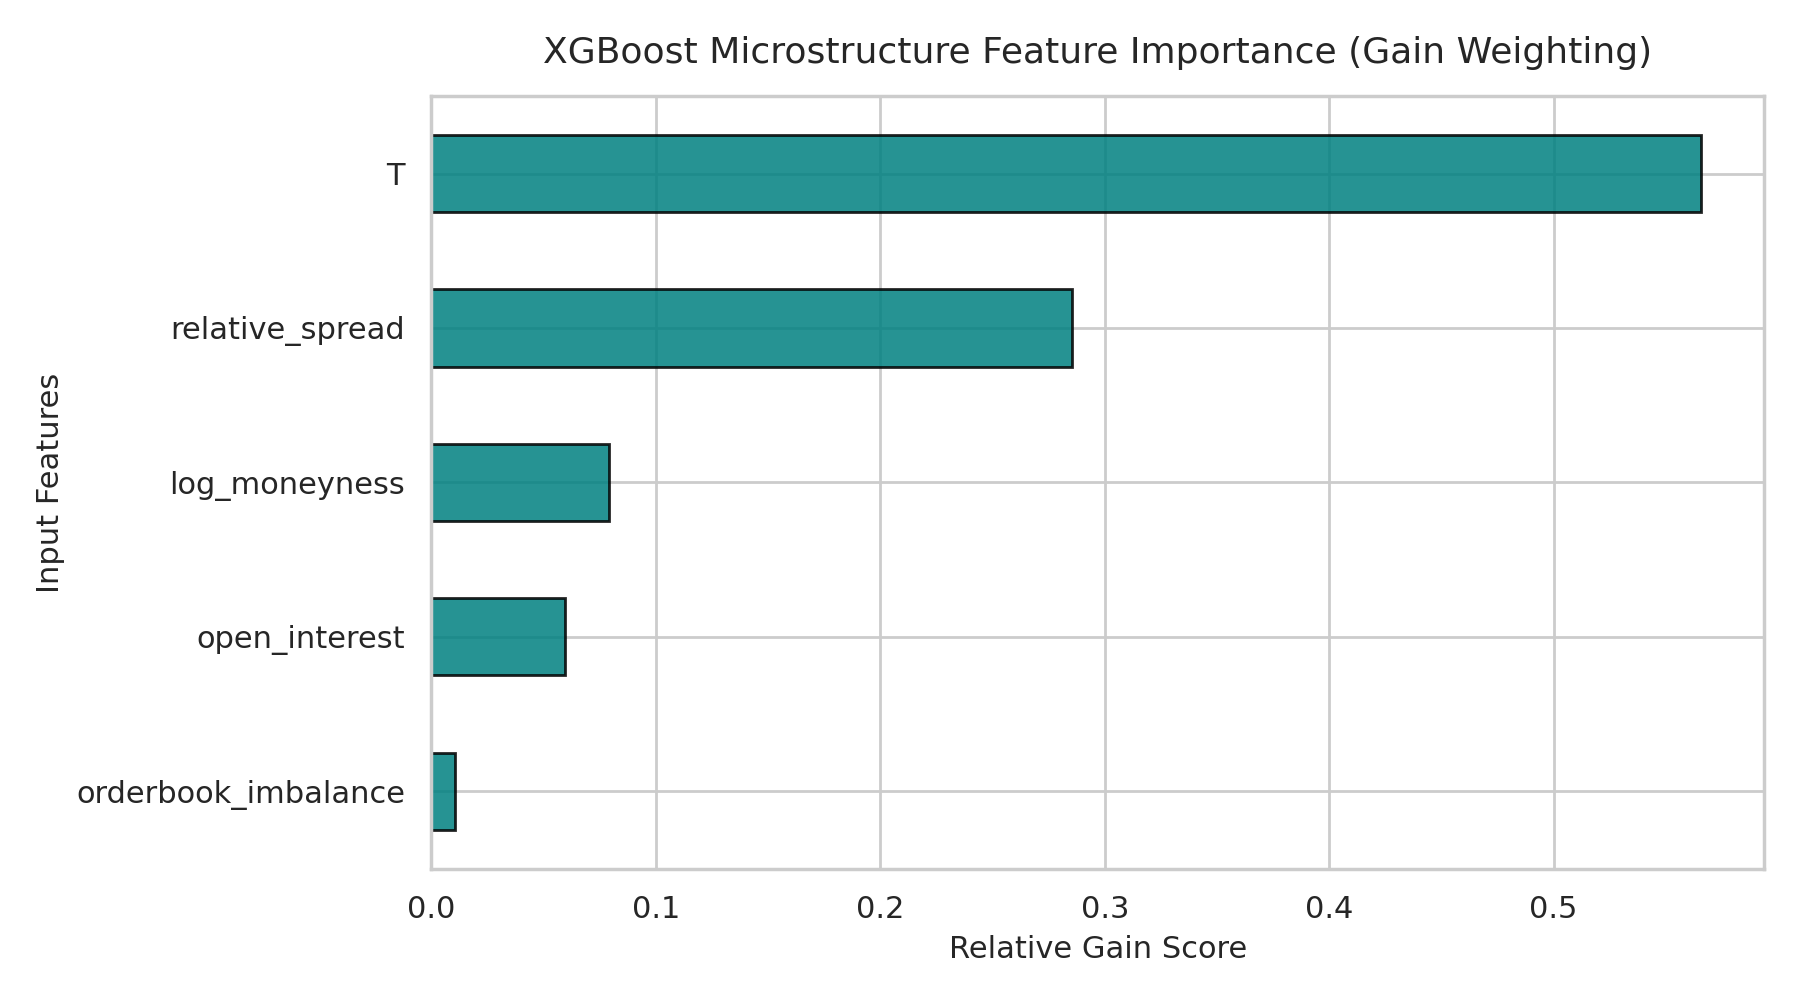 XGBoost Microstructure Feature Importance (Gain Weighting)
Input Features
T
relative_spread
log_moneyness
open_interest
orderbook_imbalance
0.0 0.1 0.2 0.3 0.4 0.5
Relative Gain Score